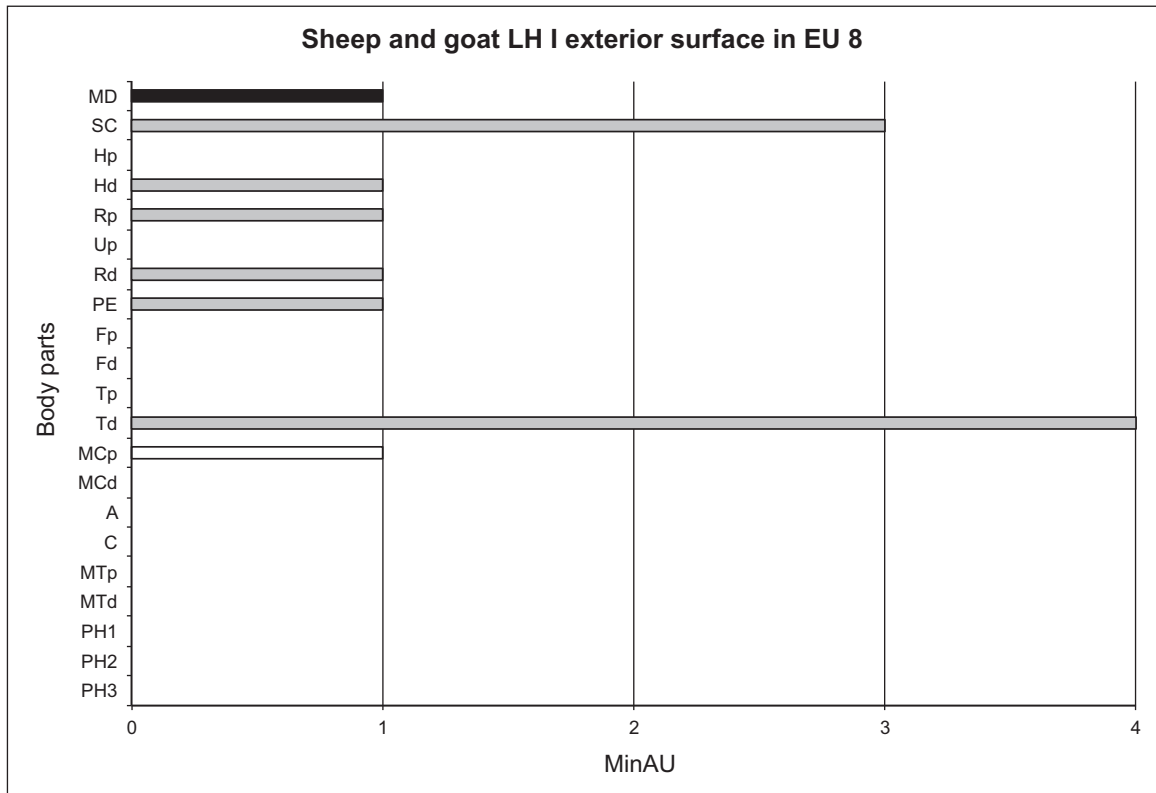 Sheep and goat LH I exterior surface in EU 8
Body parts
MD
SC
Hp
Hd
Rp
Up
Rd
PE
Fp
Fd
Tp
Td
MCp
MCd
A
C
MTp
MTd
PH1
PH2
PH3
0 1 2 3 4
MinAU